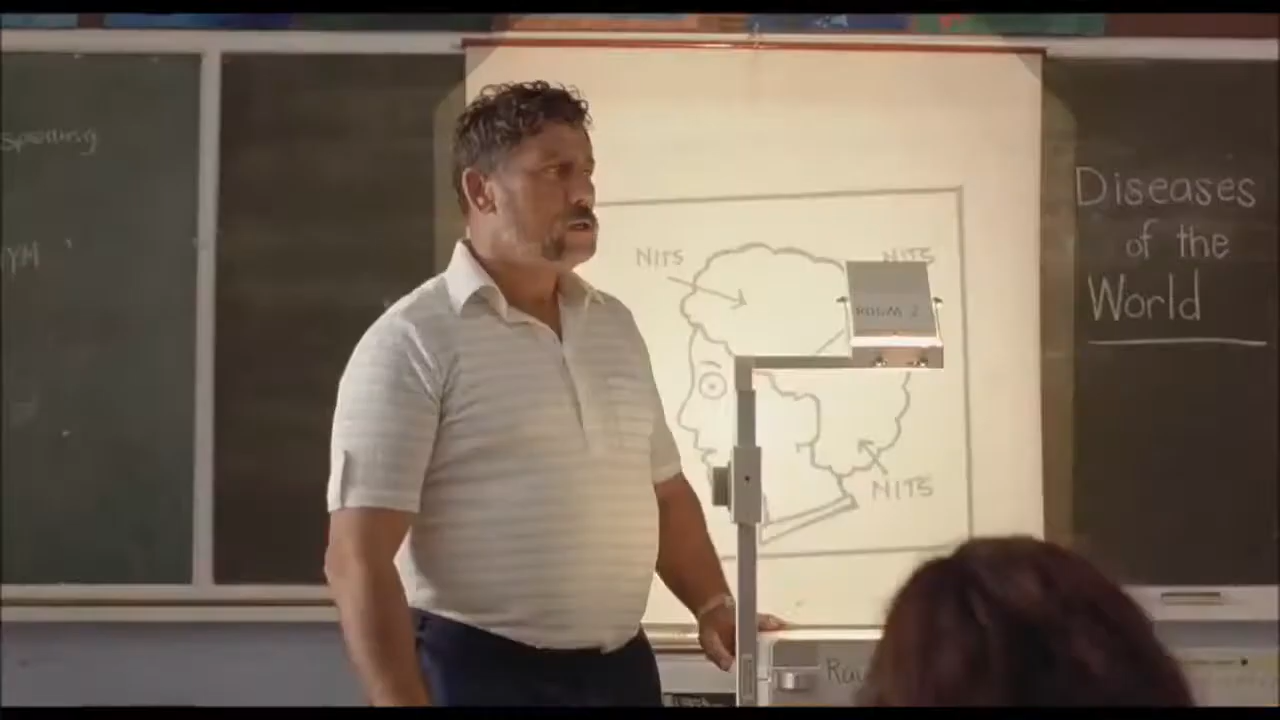 Spelling
NITS
NITS
ROOM 2
NITS
Diseases
of the
World